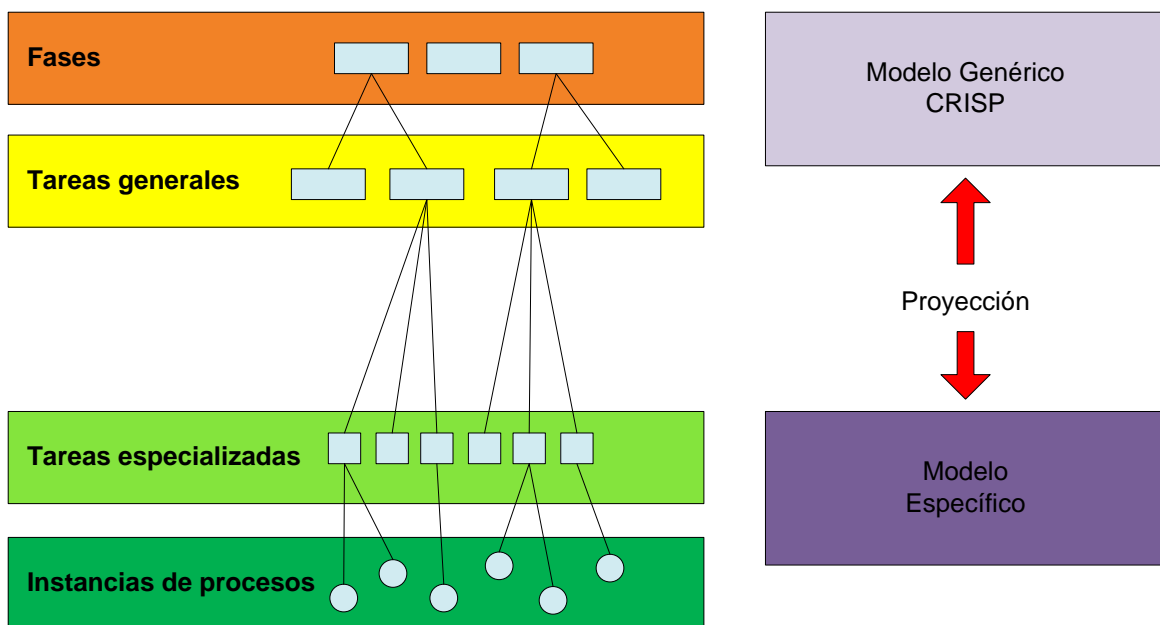 Fases
Tareas generales
Tareas especializadas
Instancias de procesos
Modelo Genérico
CRISP
Proyección
Modelo
Específico